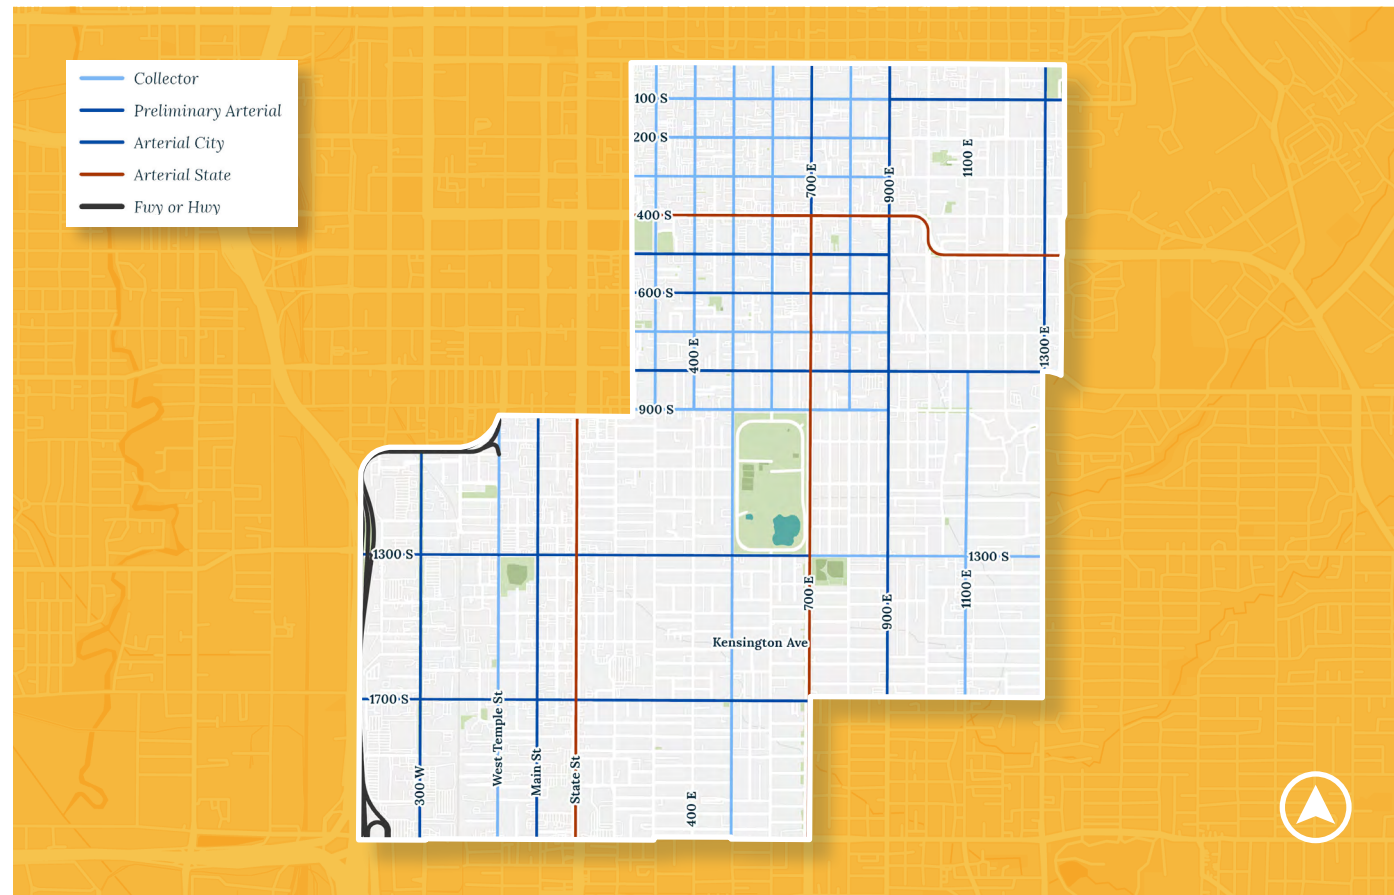 Collector
Preliminary Arterial
Arterial City
Arterial State
Fwy or Hwy
100 S
200 S
1100 E
700 E
900 E
400 S
600 S
1300 E
400 E
900 S
1300 S
1300 S
1100 E
700 E
900 E
Kensington Ave
1700 S
West Temple St
Main St
State St
300 W
400 E